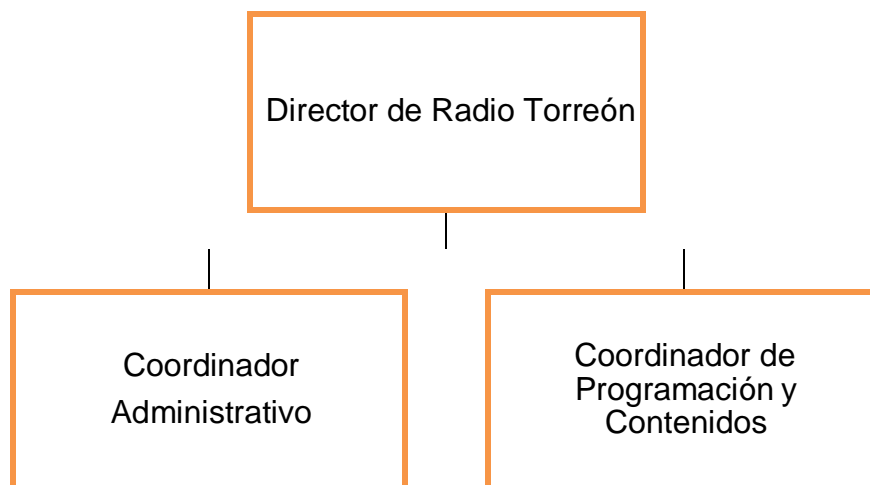 Director de Radio Torreón
Coordinador
Administrativo
Coordinador de
Programación y
Contenidos